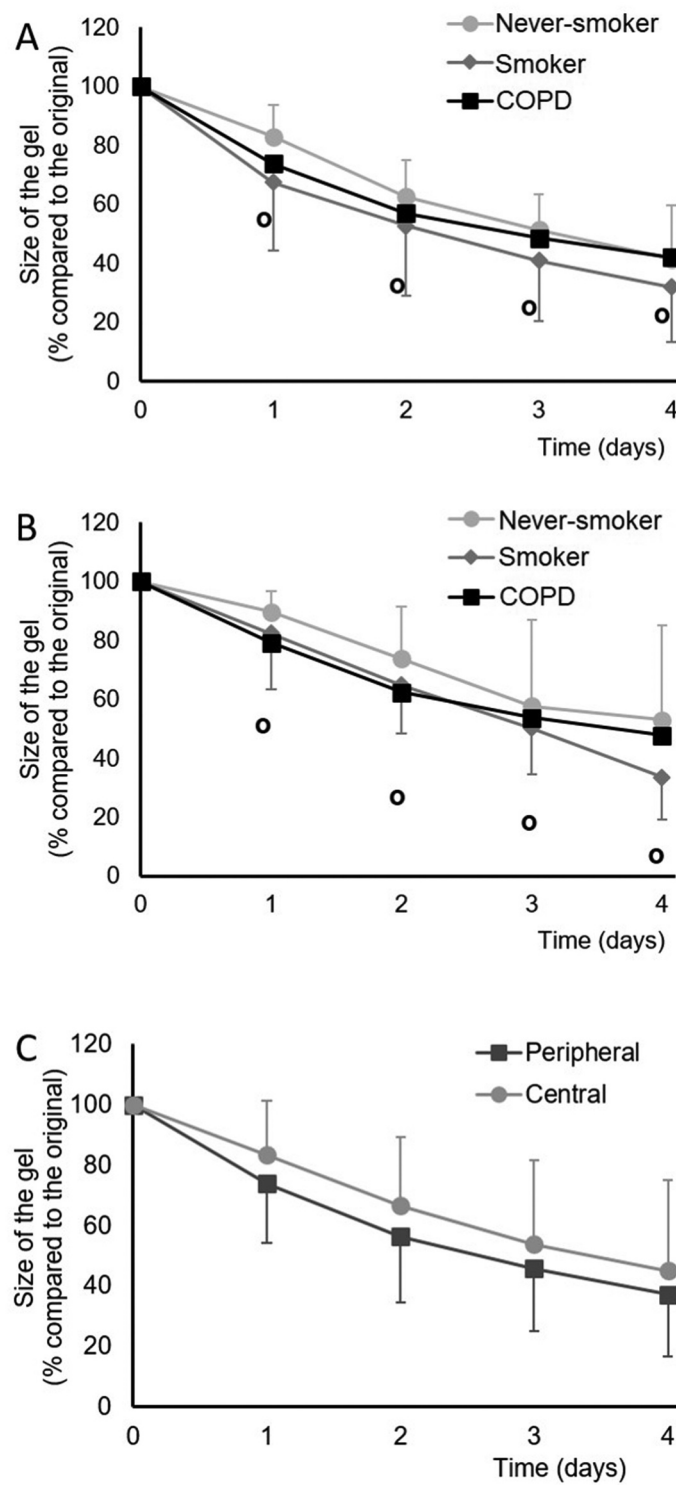 A
120
100
80
60
40
20
0
Size of the gel
(% compared to the original)
Never-smoker
Smoker
COPD
o
o
o
o
0 1 2 3 4
Time (days)
B
120
100
80
60
40
20
0
Size of the gel
(% compared to the original)
Never-smoker
Smoker
COPD
o
o
o
o
0 1 2 3 4
Time (days)
C
120
100
80
60
40
20
0
Size of the gel
(% compared to the original)
Peripheral
Central
0 1 2 3 4
Time (days)